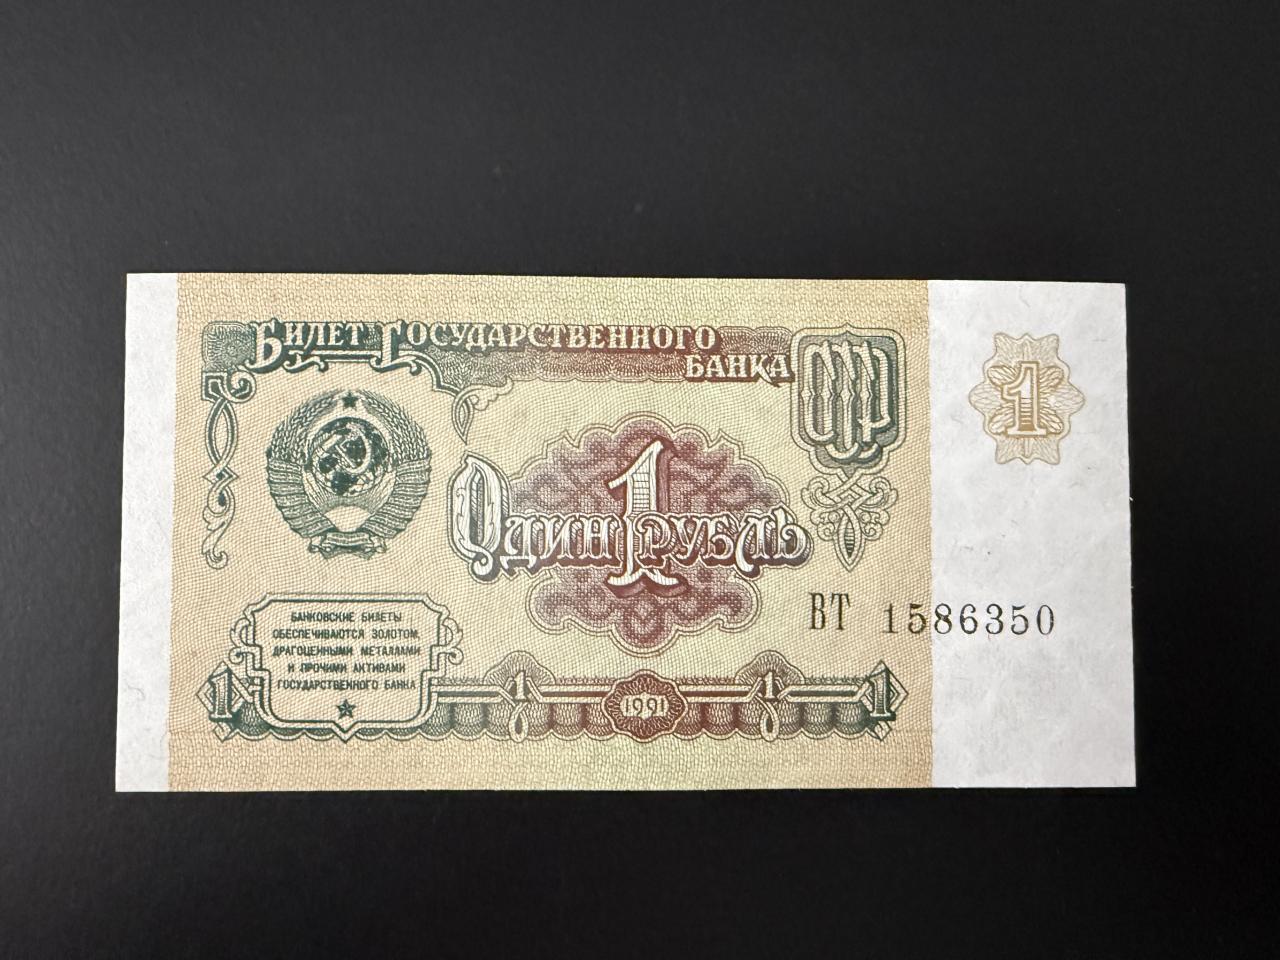 Билет Государственного
Банка
1
Один 1 рубль
ВТ 1586350
Банковские билеты
обеспечиваются золотом,
драгоценными металлами
и прочими активами
Государственного банка
1 1 1991 1 1